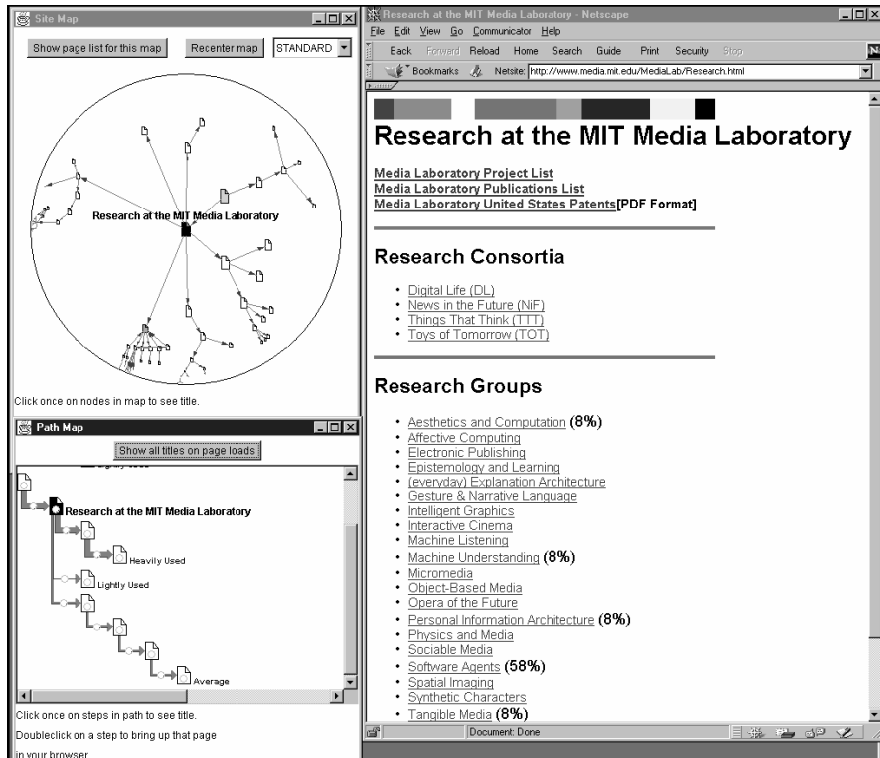 Site Map
Show page list for this map
Recenter map
STANDARD
Research at the MIT Media Laboratory
Click once on nodes in map to see title.
Path Map
Show all titles on page loads
Lightly Used
Research at the MIT Media Laboratory
Heavily Used
Lightly Used
Average
Click once on steps in path to see title.
Doubleclick on a step to bring up that page
in your browser
Research at the MIT Media Laboratory - Netscape
File Edit View Go Communicator Help
Back Forward Reload Home Search Guide Print Security Stop
N
Bookmarks Netsite: http://www.media.mit.edu/MediaLab/Research.html
Research at the MIT Media Laboratory
Media Laboratory Project List
Media Laboratory Publications List
Media Laboratory United States Patents[PDF Format]
Research Consortia
• Digital Life (DL)
• News in the Future (NiF)
• Things That Think (TTT)
• Toys of Tomorrow (TOT)
Research Groups
• Aesthetics and Computation (8%)
• Affective Computing
• Electronic Publishing
• Epistemology and Learning
• (everyday) Explanation Architecture
• Gesture & Narrative Language
• Intelligent Graphics
• Interactive Cinema
• Machine Listening
• Machine Understanding (8%)
• Micromedia
• Object-Based Media
• Opera of the Future
• Personal Information Architecture (8%)
• Physics and Media
• Sociable Media
• Software Agents (58%)
• Spatial Imaging
• Synthetic Characters
• Tangible Media (8%)
Document: Done